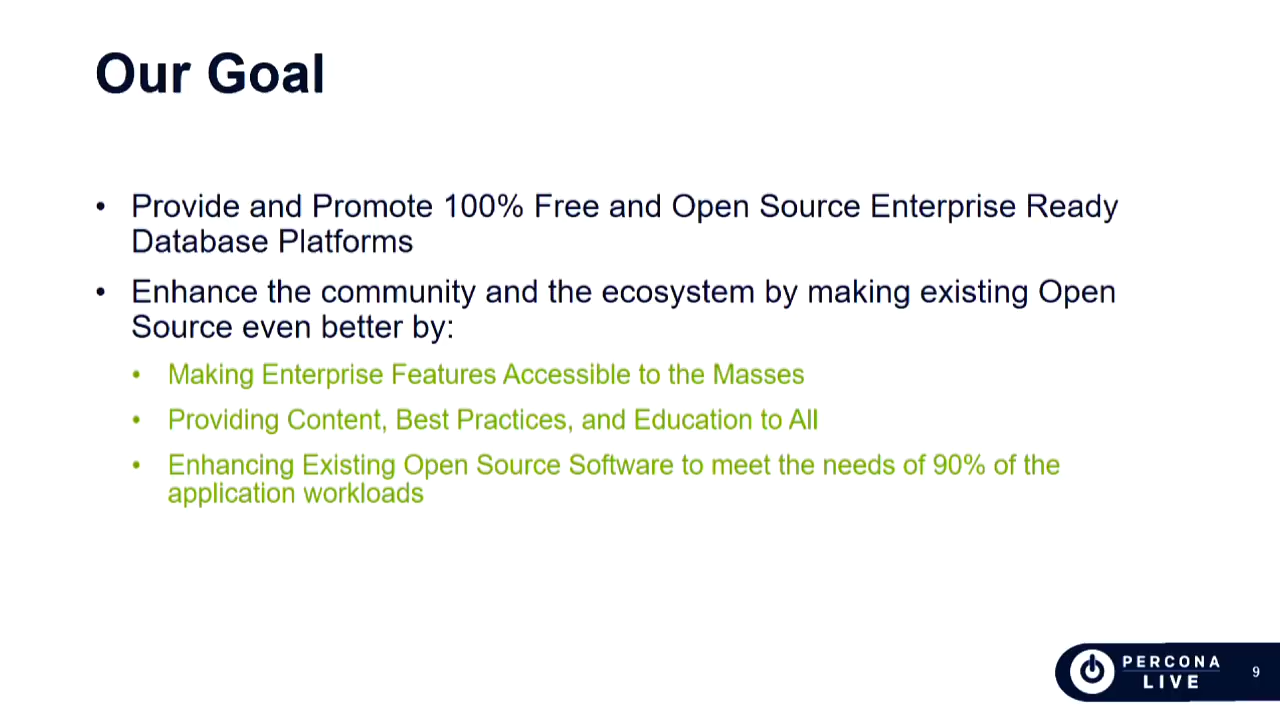 Our Goal
• Provide and Promote 100% Free and Open Source Enterprise Ready
Database Platforms
• Enhance the community and the ecosystem by making existing Open
Source even better by:
• Making Enterprise Features Accessible to the Masses
• Providing Content, Best Practices, and Education to All
• Enhancing Existing Open Source Software to meet the needs of 90% of the
application workloads
PERCONA
LIVE
9